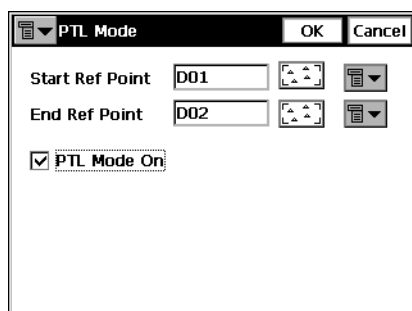 PTL Mode OK Cancel
Start Ref Point D01
End Ref Point D02
PTL Mode On